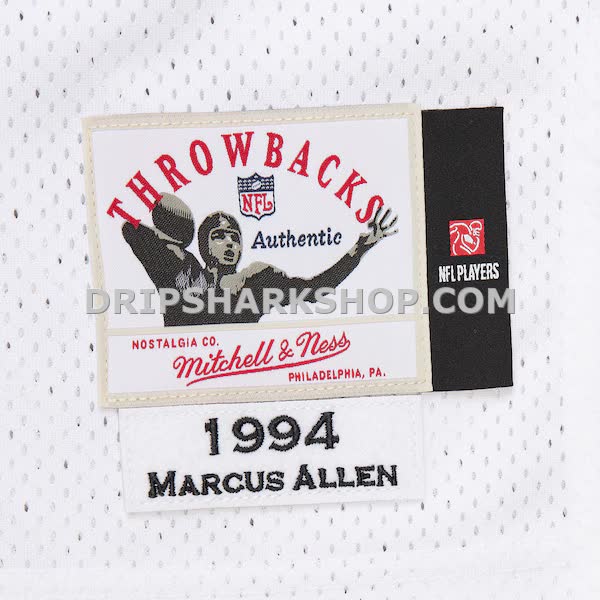 THROWBACKS
NFL
Authentic
NFL PLAYERS
DRIPSHARKSHOP.COM
NOSTALGIA CO.
Mitchell & Ness
PHILADELPHIA, PA.
1994
MARCUS ALLEN